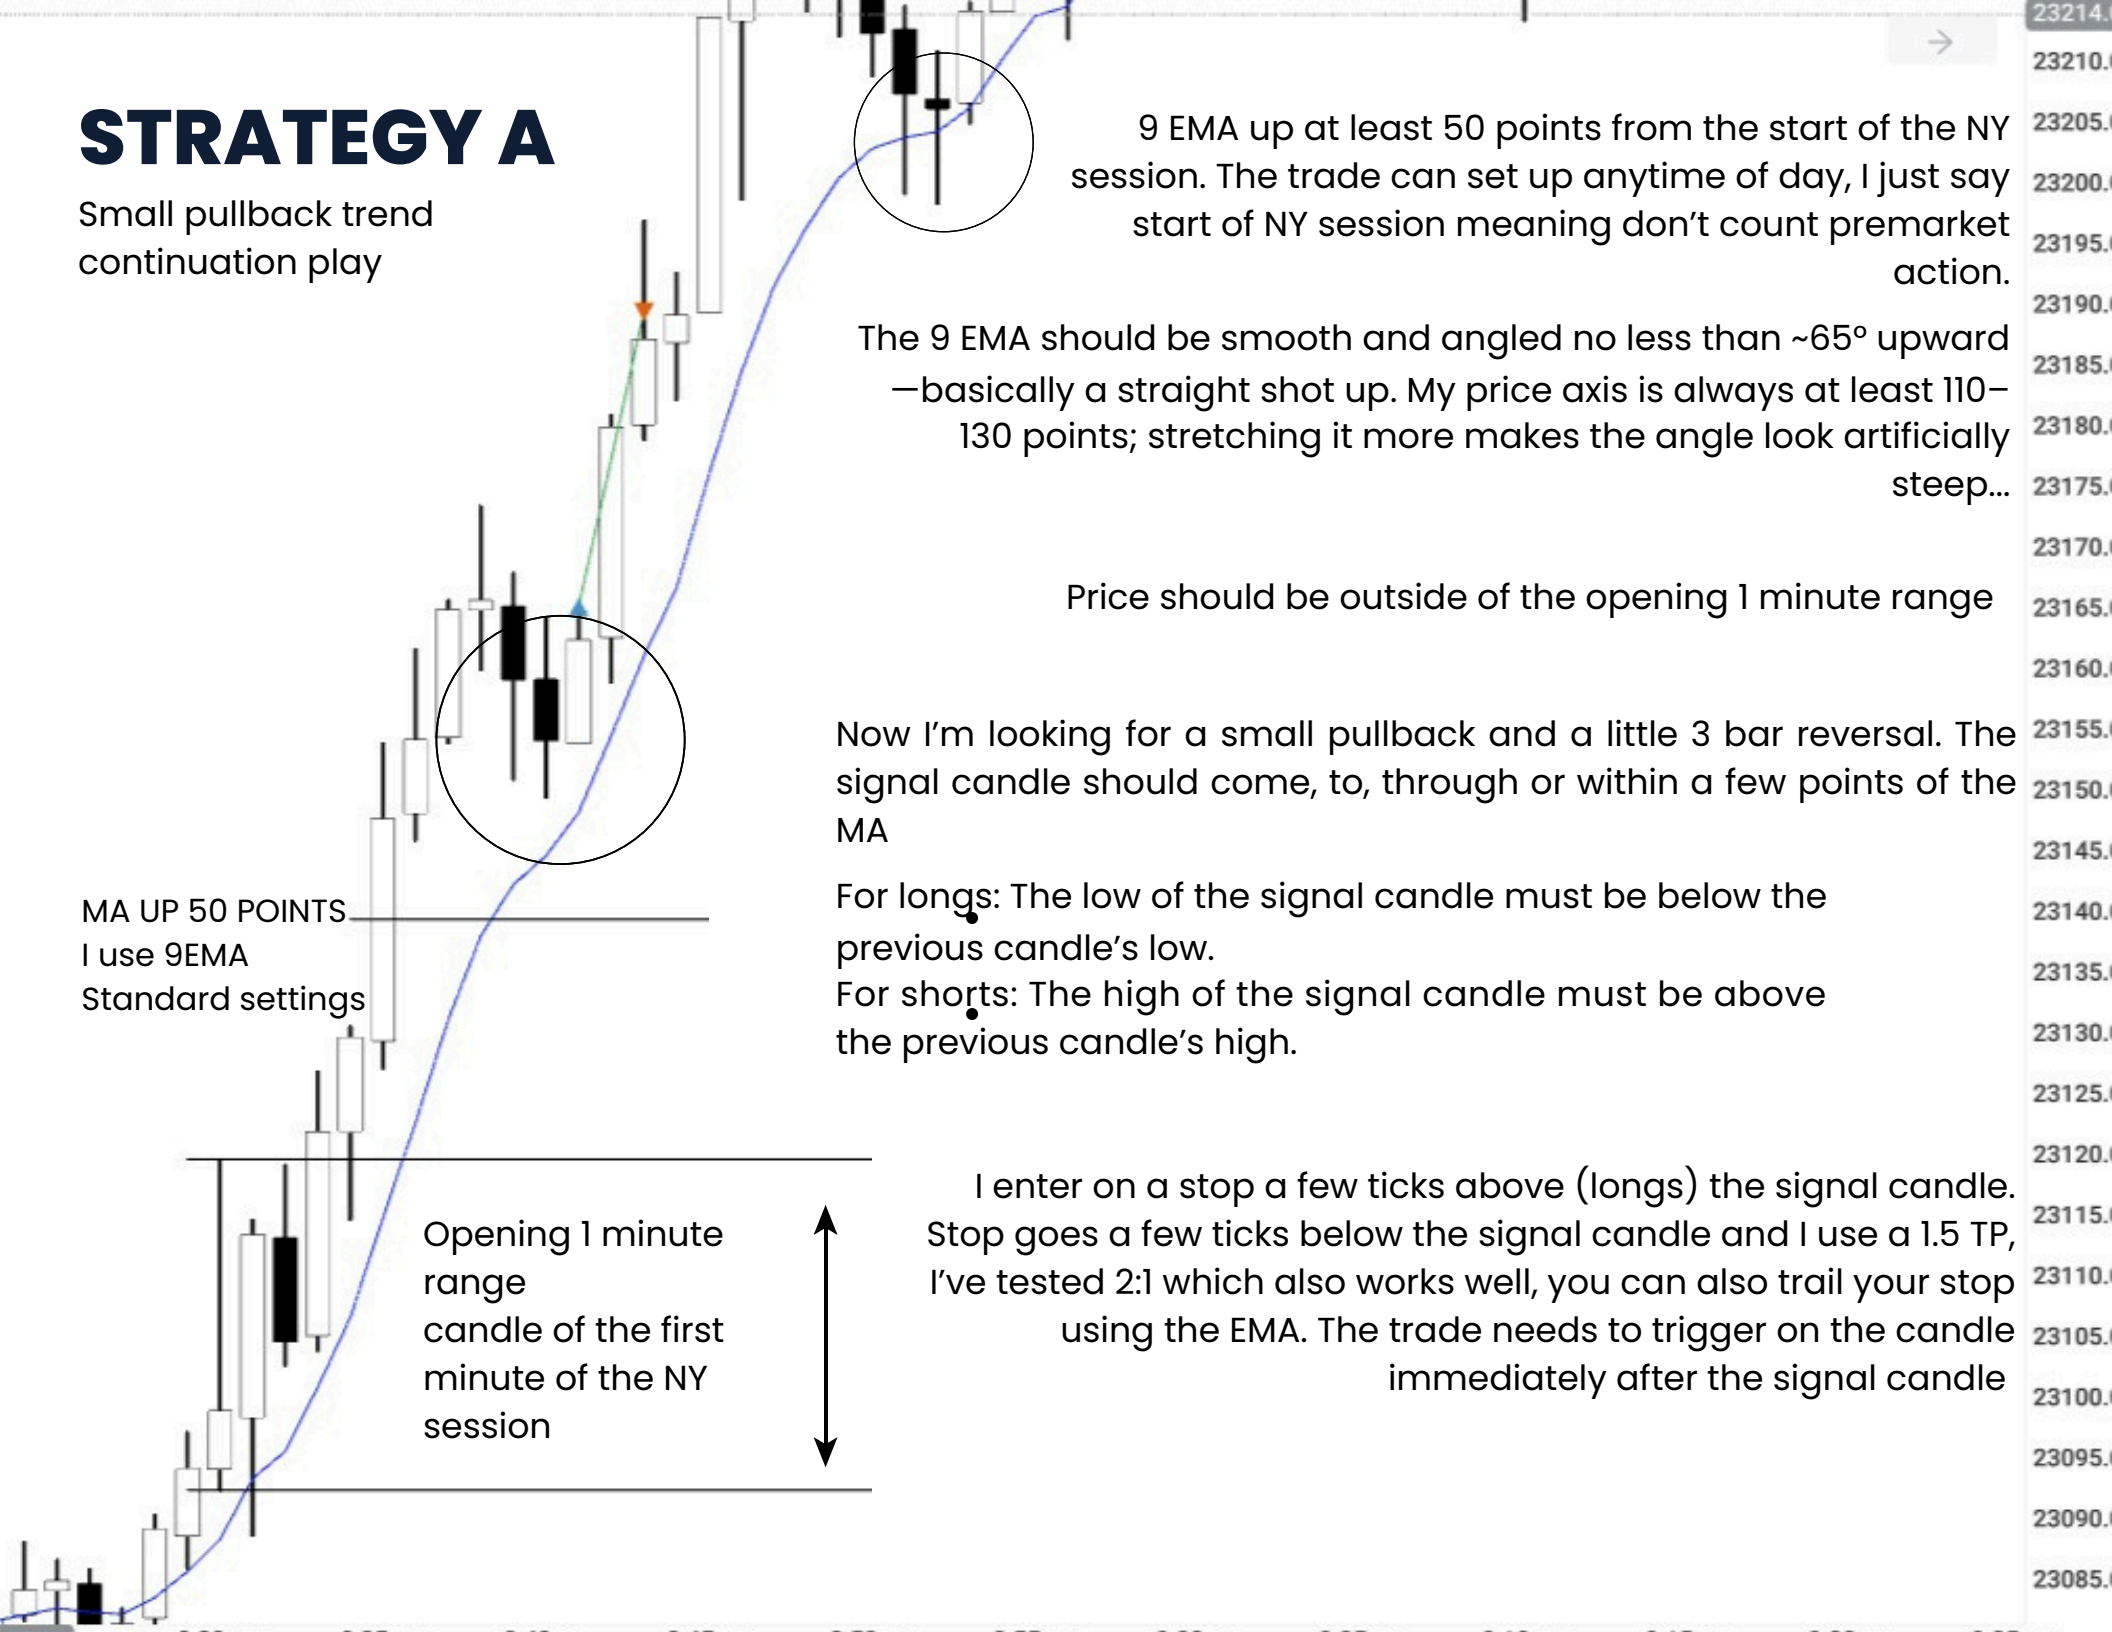 STRATEGY A
Small pullback trend
continuation play
9 EMA up at least 50 points from the start of the NY
session. The trade can set up anytime of day, I just say
start of NY session meaning don’t count premarket
action.
The 9 EMA should be smooth and angled no less than ~65° upward
—basically a straight shot up. My price axis is always at least 110–
130 points; stretching it more makes the angle look artificially
steep...
Price should be outside of the opening 1 minute range
Now I’m looking for a small pullback and a little 3 bar reversal. The
signal candle should come, to, through or within a few points of the
MA
For longs: The low of the signal candle must be below the
previous candle’s low.
For shorts: The high of the signal candle must be above
the previous candle’s high.
MA UP 50 POINTS
I use 9EMA
Standard settings
I enter on a stop a few ticks above (longs) the signal candle.
Stop goes a few ticks below the signal candle and I use a 1.5 TP,
I’ve tested 2:1 which also works well, you can also trail your stop
using the EMA. The trade needs to trigger on the candle
immediately after the signal candle
Opening 1 minute
range
candle of the first
minute of the NY
session
23214.
23210.
23205.
23200.
23195.
23190.
23185.
23180.
23175.
23170.
23165.
23160.
23155.
23150.
23145.
23140.
23135.
23130.
23125.
23120.
23115.
23110.
23105.
23100.
23095.
23090.
23085.